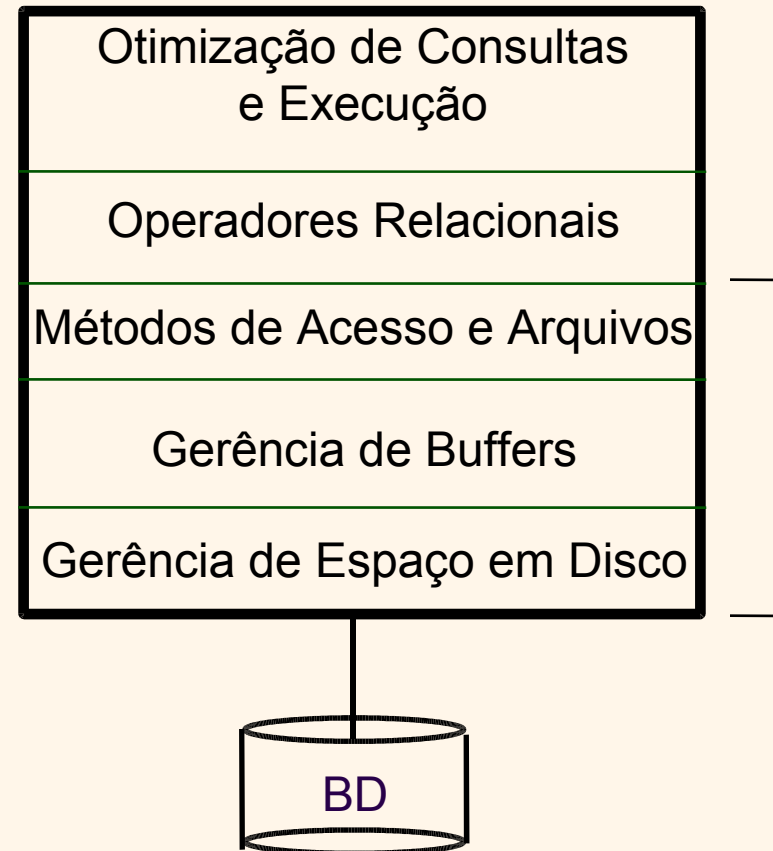 Otimização de Consultas
e Execução
Operadores Relacionais
Métodos de Acesso e Arquivos
Gerência de Buffers
Gerência de Espaço em Disco
BD